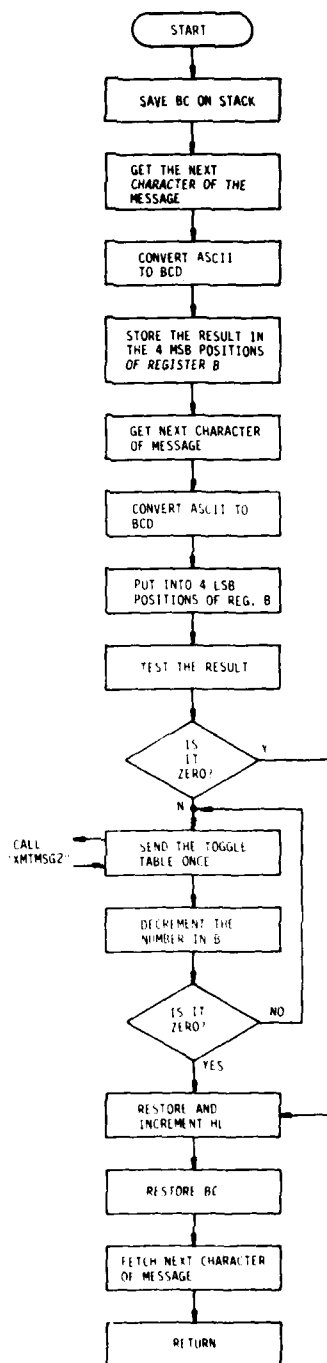 START
SAVE BC ON STACK
GET THE NEXT
CHARACTER OF THE
MESSAGE
CONVERT ASCII
TO BCD
STORE THE RESULT IN
THE 4 MSB POSITIONS
OF REGISTER B
GET NEXT CHARACTER
OF MESSAGE
CONVERT ASCII TO
BCD
PUT INTO 4 LSB
POSITIONS OF REG. B
TEST THE RESULT
IS
IT
ZERO?
Y
N
CALL
"XMTMSG2"
SEND THE TOGGLE
TABLE ONCE
DECREMENT THE
NUMBER IN B
IS IT
ZERO?
NO
YES
RESTORE AND
INCREMENT HL
RESTORE BC
FETCH NEXT CHARACTER
OF MESSAGE
RETURN